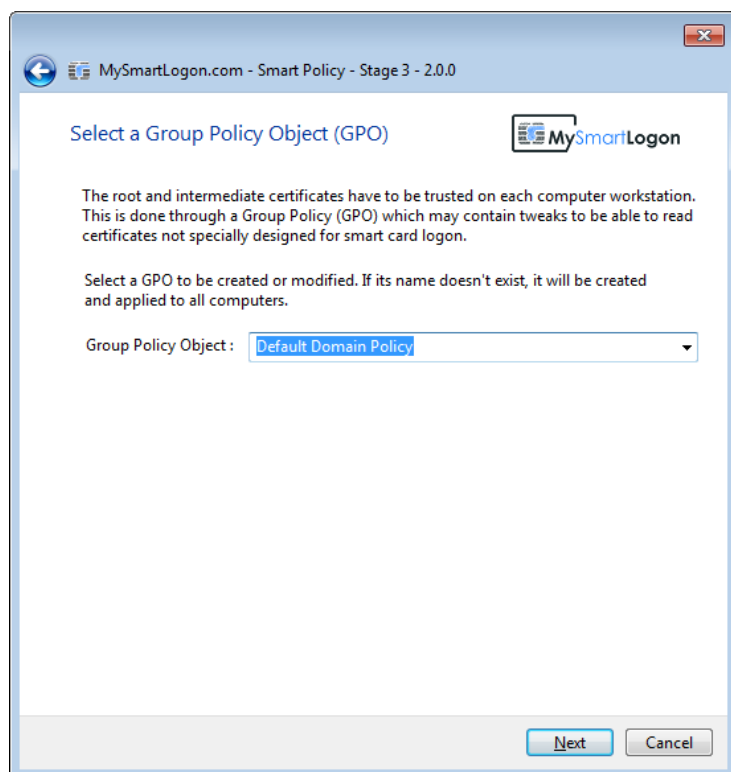 MySmartLogon.com - Smart Policy - Stage 3 - 2.0.0
Select a Group Policy Object (GPO)
MySmartLogon
The root and intermediate certificates have to be trusted on each computer workstation.
This is done through a Group Policy (GPO) which may contain tweaks to be able to read
certificates not specially designed for smart card logon.
Select a GPO to be created or modified. If its name doesn't exist, it will be created
and applied to all computers.
Group Policy Object : Default Domain Policy
Next Cancel